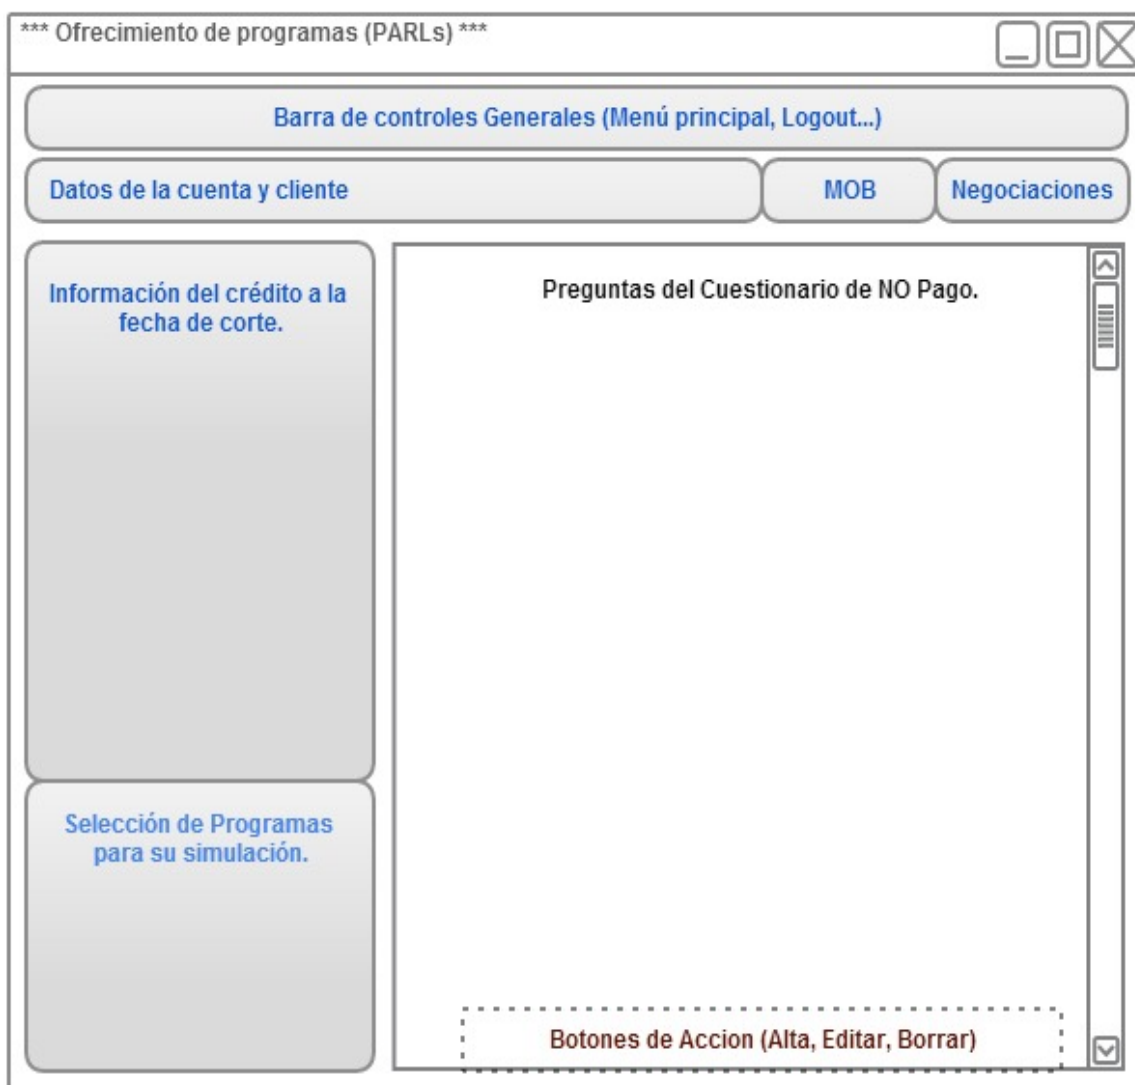 *** Ofrecimiento de programas (PARLs) ***
Barra de controles Generales (Menú principal, Logout...)
Datos de la cuenta y cliente
MOB
Negociaciones
Información del crédito a la
fecha de corte.
Preguntas del Cuestionario de NO Pago.
Selección de Programas
para su simulación.
Botones de Accion (Alta, Editar, Borrar)